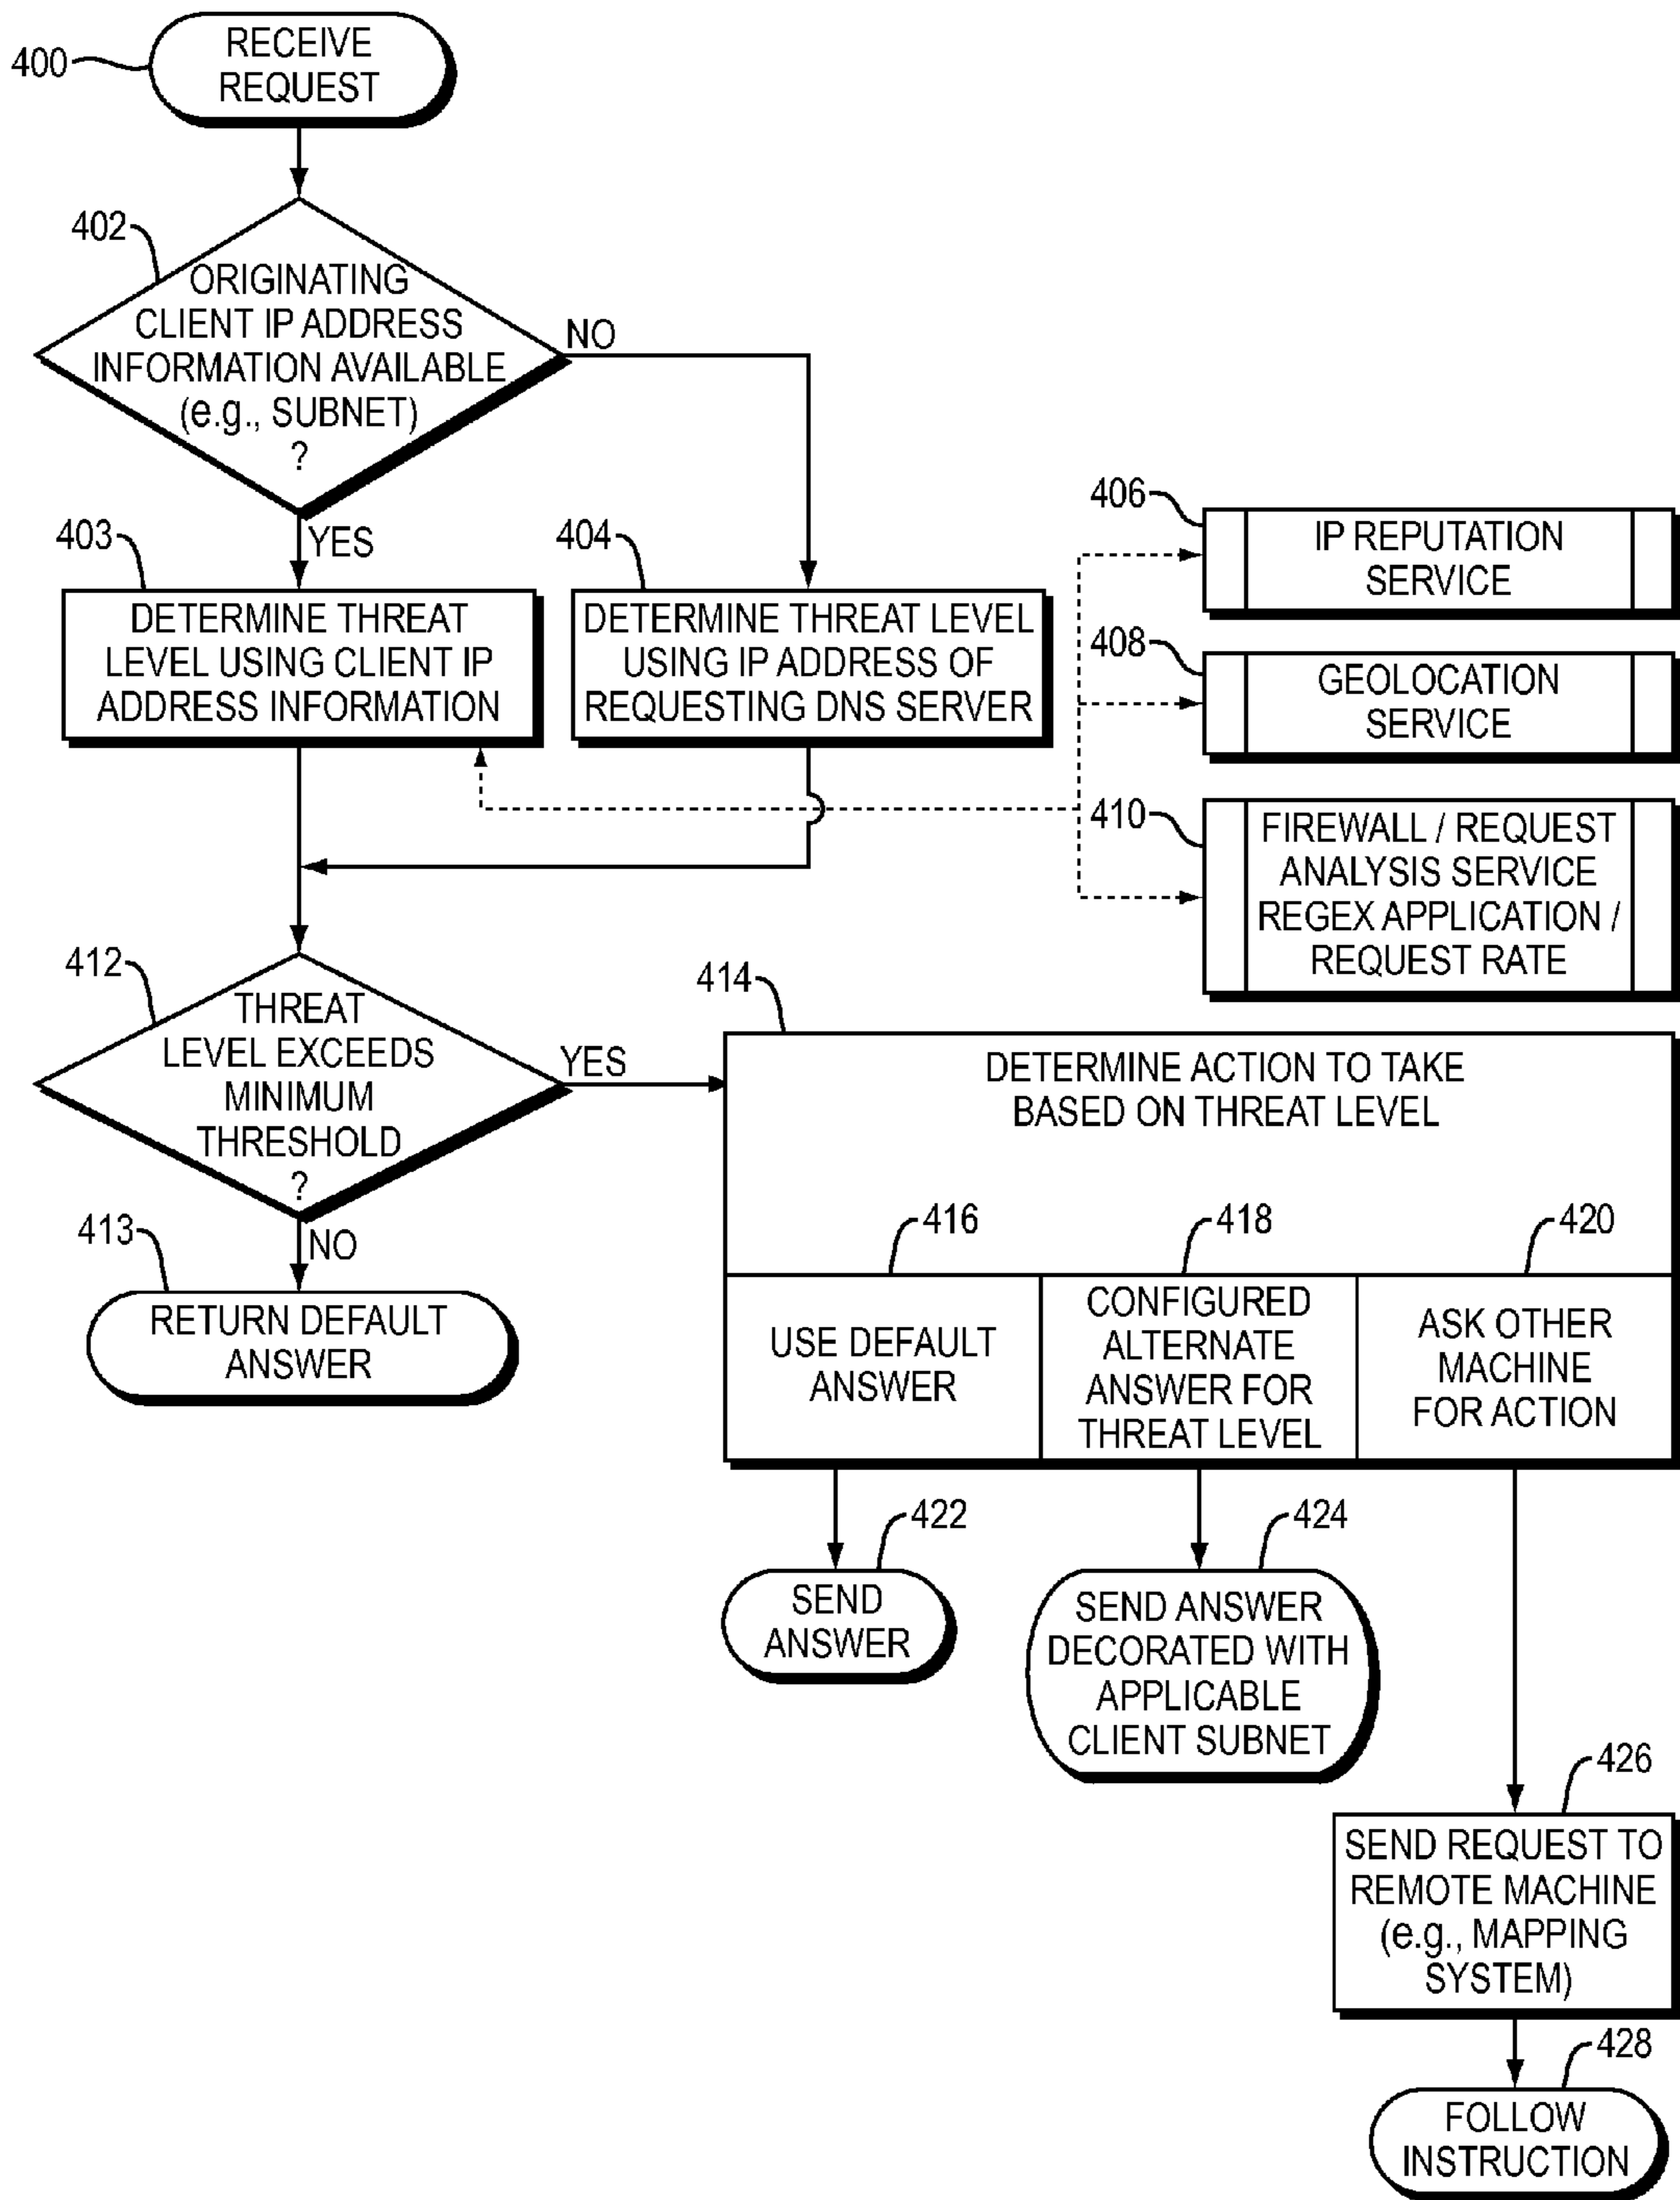 400
RECEIVE
REQUEST
402
ORIGINATING
CLIENT IP ADDRESS
INFORMATION AVAILABLE
(e.g., SUBNET)
?
NO
YES
403
DETERMINE THREAT
LEVEL USING CLIENT IP
ADDRESS INFORMATION
404
DETERMINE THREAT LEVEL
USING IP ADDRESS OF
REQUESTING DNS SERVER
406
IP REPUTATION
SERVICE
408
GEOLOCATION
SERVICE
410
FIREWALL / REQUEST
ANALYSIS SERVICE
REGEX APPLICATION /
REQUEST RATE
412
THREAT
LEVEL EXCEEDS
MINIMUM
THRESHOLD
?
YES
NO
413
RETURN DEFAULT
ANSWER
414
DETERMINE ACTION TO TAKE
BASED ON THREAT LEVEL
416
USE DEFAULT
ANSWER
418
CONFIGURED
ALTERNATE
ANSWER FOR
THREAT LEVEL
420
ASK OTHER
MACHINE
FOR ACTION
422
SEND
ANSWER
424
SEND ANSWER
DECORATED WITH
APPLICABLE
CLIENT SUBNET
426
SEND REQUEST TO
REMOTE MACHINE
(e.g., MAPPING
SYSTEM)
428
FOLLOW
INSTRUCTION